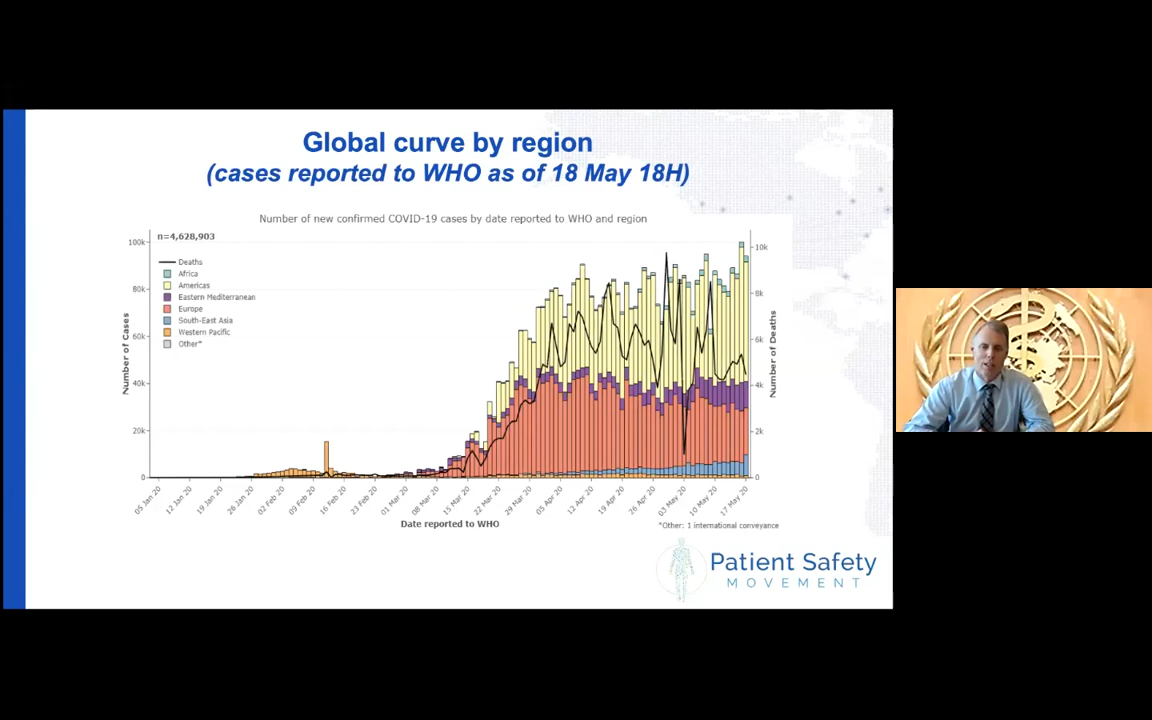 Global curve by region
(cases reported to WHO as of 18 May 18H)
Number of new confirmed COVID-19 cases by date reported to WHO and region
n=4,628,903
Deaths
Africa
Americas
Eastern Mediterranean
Europe
South-East Asia
Western Pacific
Other*
Number of Cases
100k
80k
60k
40k
20k
0
Number of Deaths
10k
8k
6k
4k
2k
0
05 Jan 20
12 Jan 20
19 Jan 20
26 Jan 20
02 Feb 20
09 Feb 20
16 Feb 20
23 Feb 20
01 Mar 20
08 Mar 20
15 Mar 20
22 Mar 20
29 Mar 20
05 Apr 20
12 Apr 20
19 Apr 20
26 Apr 20
03 May 20
10 May 20
17 May 20
Date reported to WHO
*Other: 1 international conveyance
Patient Safety
MOVEMENT